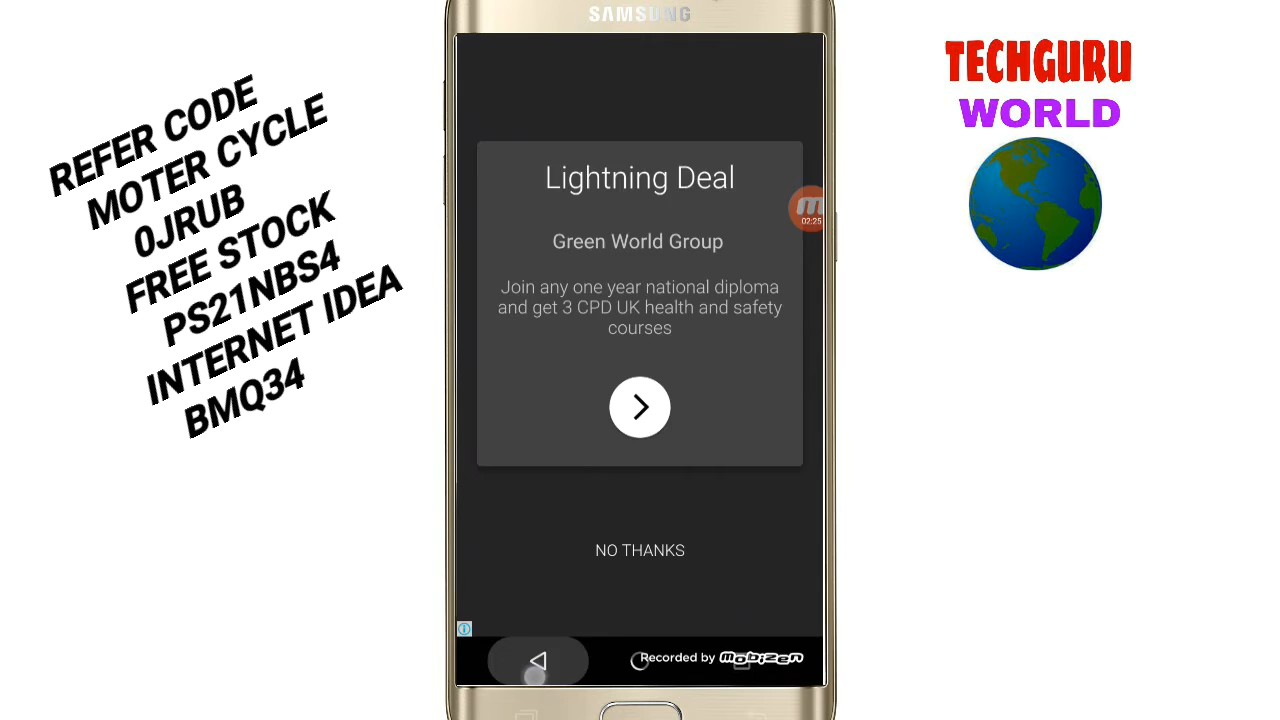 REFER CODE
MOTER CYCLE
0JRUB
FREE STOCK
PS21NBS4
INTERNET IDEA
BMQ34
SAMSUNG
Lightning Deal
Green World Group
Join any one year national diploma
and get 3 CPD UK health and safety
courses
NO THANKS
02:25
Recorded by mobizen
TECHGURU
WORLD